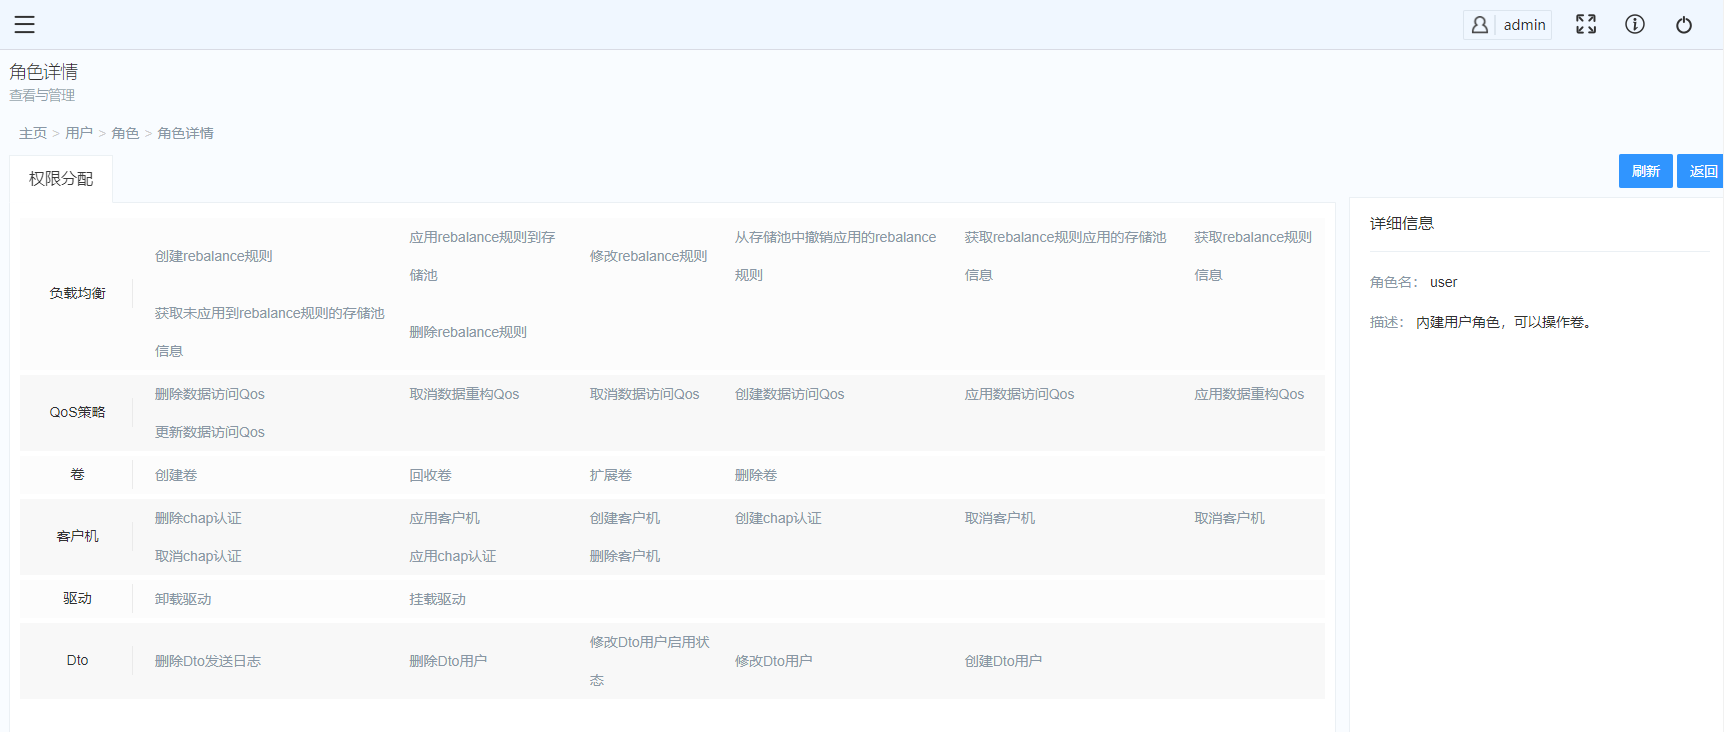 admin
角色详情
查看与管理
主页 > 用户 > 角色 > 角色详情
权限分配
刷新 返回
负载均衡
创建rebalance规则
应用rebalance规则到存
储池
修改rebalance规则
从存储池中撤销应用的rebalance
规则
获取rebalance规则应用的存储池
信息
获取rebalance规则
信息
获取未应用到rebalance规则的存储池
信息
删除rebalance规则
QoS策略
删除数据访问Qos 取消数据重构Qos 取消数据访问Qos 创建数据访问Qos 应用数据访问Qos 应用数据重构Qos
更新数据访问Qos
卷
创建卷 回收卷 扩展卷 删除卷
客户机
删除chap认证 应用客户机 创建客户机 创建chap认证 取消客户机 取消客户机
取消chap认证 应用chap认证 删除客户机
驱动
卸载驱动 挂载驱动
Dto
删除Dto发送日志 删除Dto用户
修改Dto用户启用状
态
修改Dto用户 创建Dto用户
详细信息
角色名： user
描述： 内建用户角色，可以操作卷。